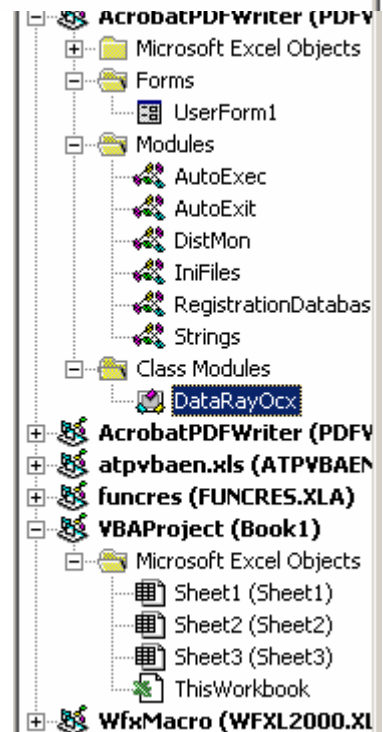 AcrobatPDFWriter (PDFW
Microsoft Excel Objects
Forms
UserForm1
Modules
AutoExec
AutoExit
DistMon
IniFiles
RegistrationDatabas
Strings
Class Modules
DataRayOcx
AcrobatPDFWriter (PDFW
atpvbaen.xls (ATPVBAEN
funcres (FUNCRES.XLA)
VBAProject (Book1)
Microsoft Excel Objects
Sheet1 (Sheet1)
Sheet2 (Sheet2)
Sheet3 (Sheet3)
ThisWorkbook
WfxMacro (WFXL2000.XL